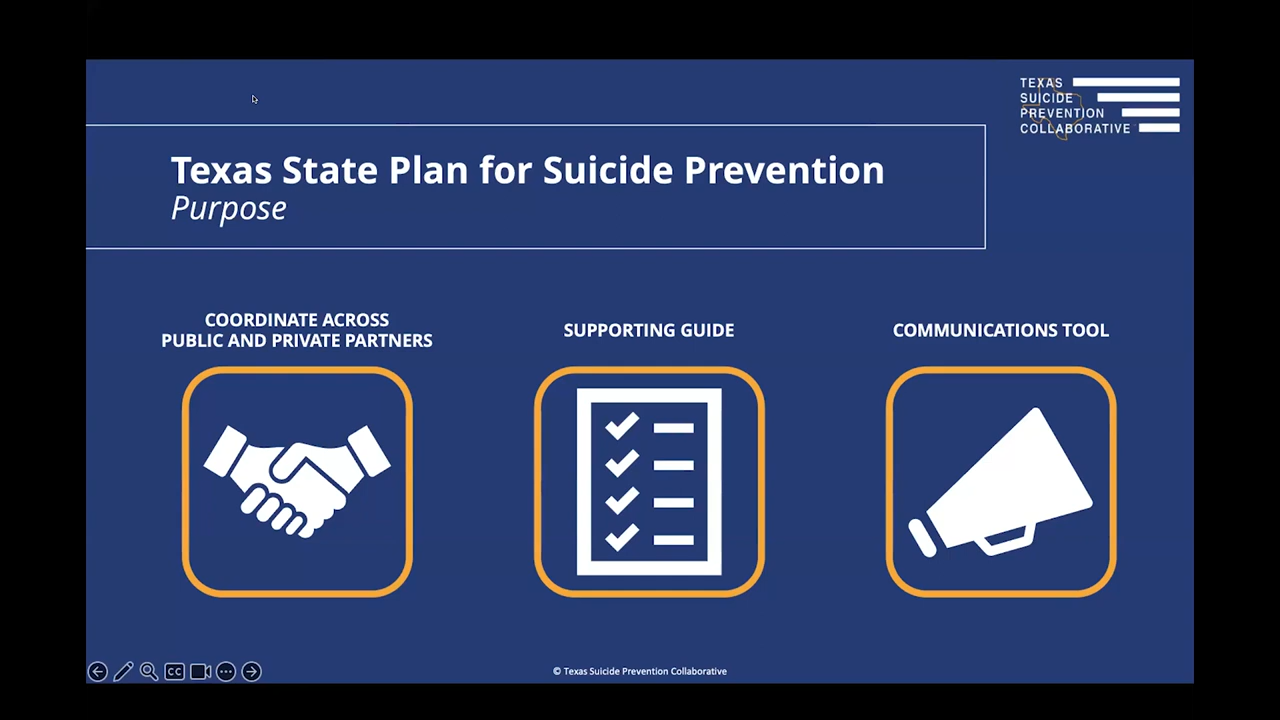 TEXAS
SUICIDE
PREVENTION
COLLABORATIVE
Texas State Plan for Suicide Prevention
Purpose
COORDINATE ACROSS
PUBLIC AND PRIVATE PARTNERS
SUPPORTING GUIDE
COMMUNICATIONS TOOL
CC
© Texas Suicide Prevention Collaborative